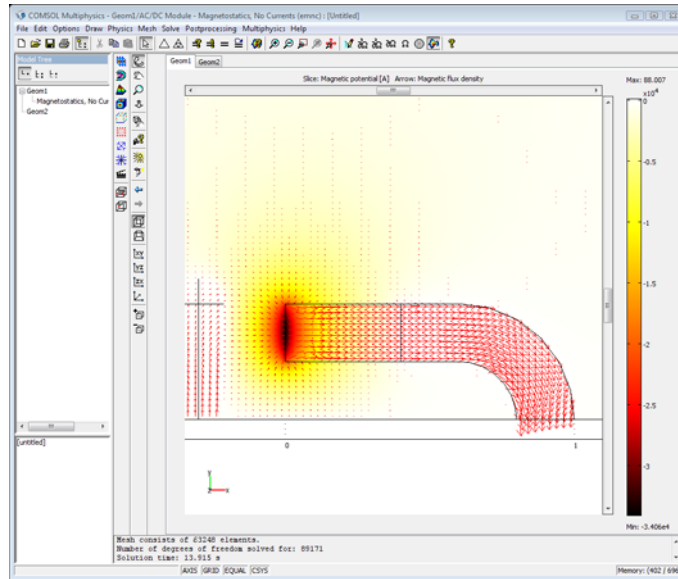 COMSOL Multiphysics - Geom1/AC/DC Module - Magnetostatics, No Currents (emnc) : [Untitled]
File Edit Options Draw Physics Mesh Solve Postprocessing Multiphysics Help
Model Tree
Geom1
Magnetostatics, No Cur
Geom2
Geom1 Geom2
Slice: Magnetic potential [A] Arrow: Magnetic flux density
Max: 88.007
x10⁴
0
-0.5
-1
-1.5
-2
-2.5
-3
Min: -3.406e4
0
1
y
z x
[untitled]
Mesh consists of 63248 elements.
Number of degrees of freedom solved for: 89171
Solution time: 13.915 s
AXIS GRID EQUAL CSYS
Memory: (402 / 696